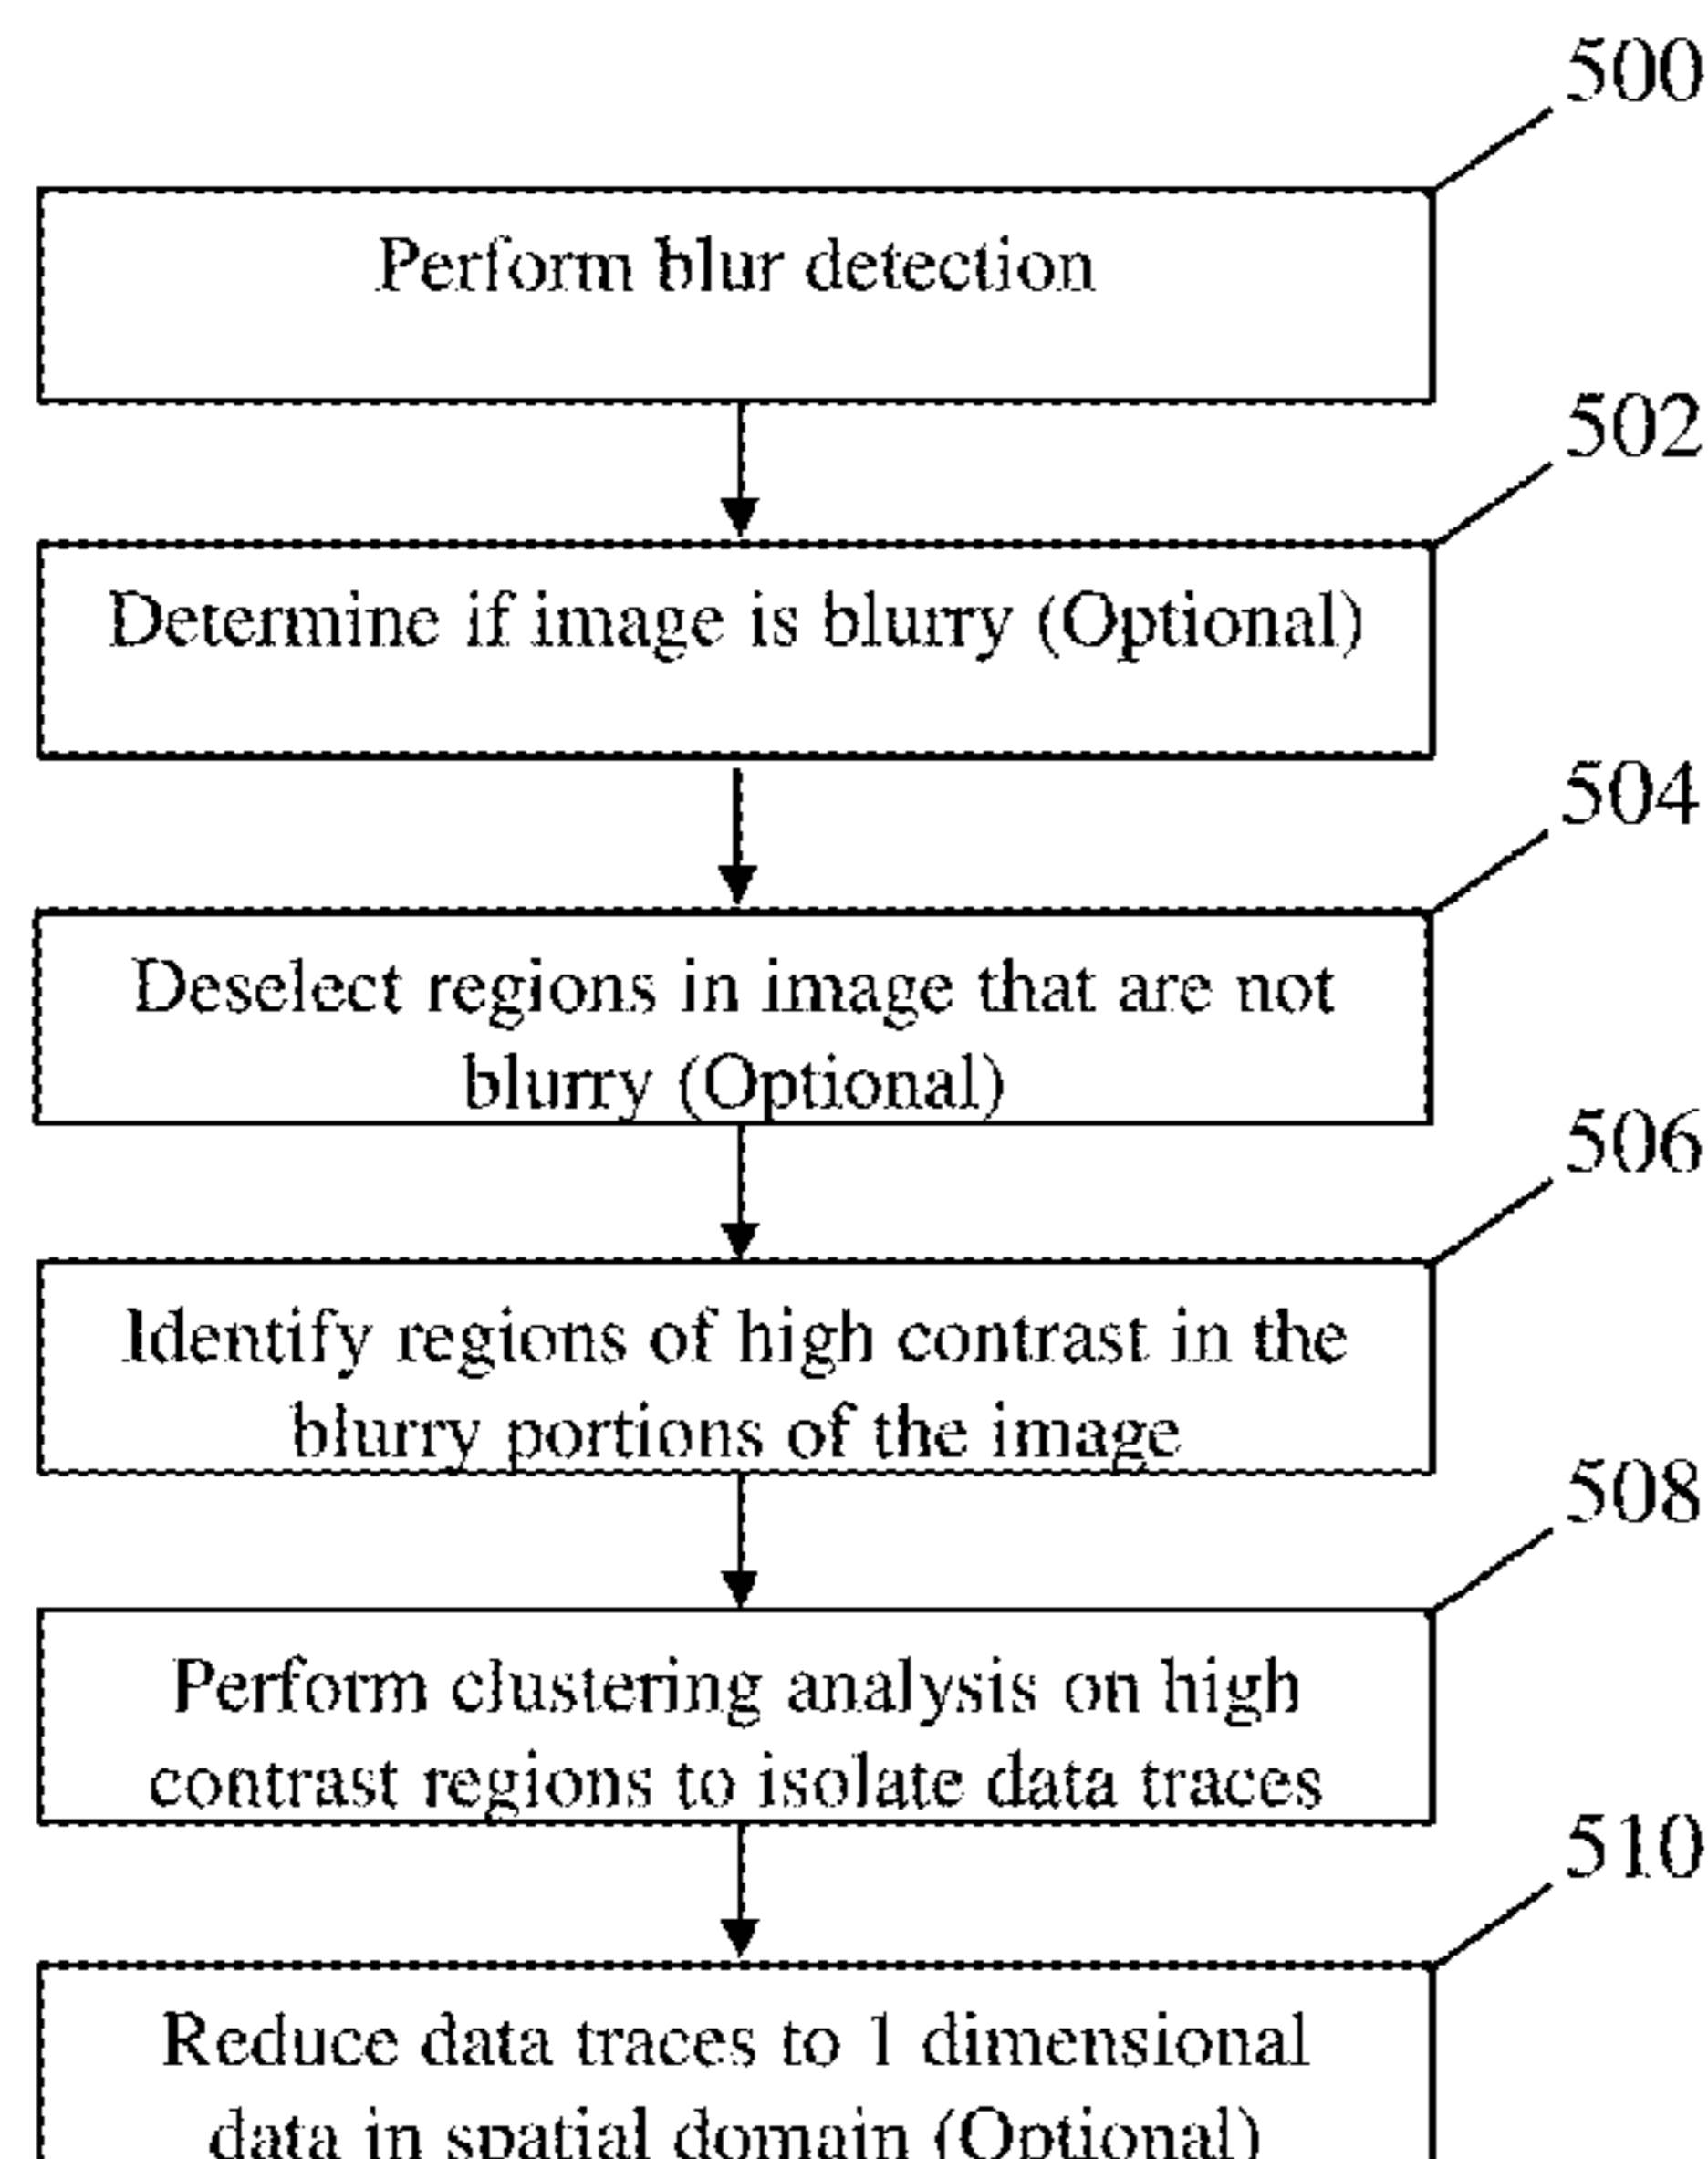 500
Perform blur detection
502
Determine if image is blurry (Optional)
504
Deselect regions in image that are not
blurry (Optional)
506
Identify regions of high contrast in the
blurry portions of the image
508
Perform clustering analysis on high
contrast regions to isolate data traces
510
Reduce data traces to 1 dimensional
data in spatial domain (Optional)